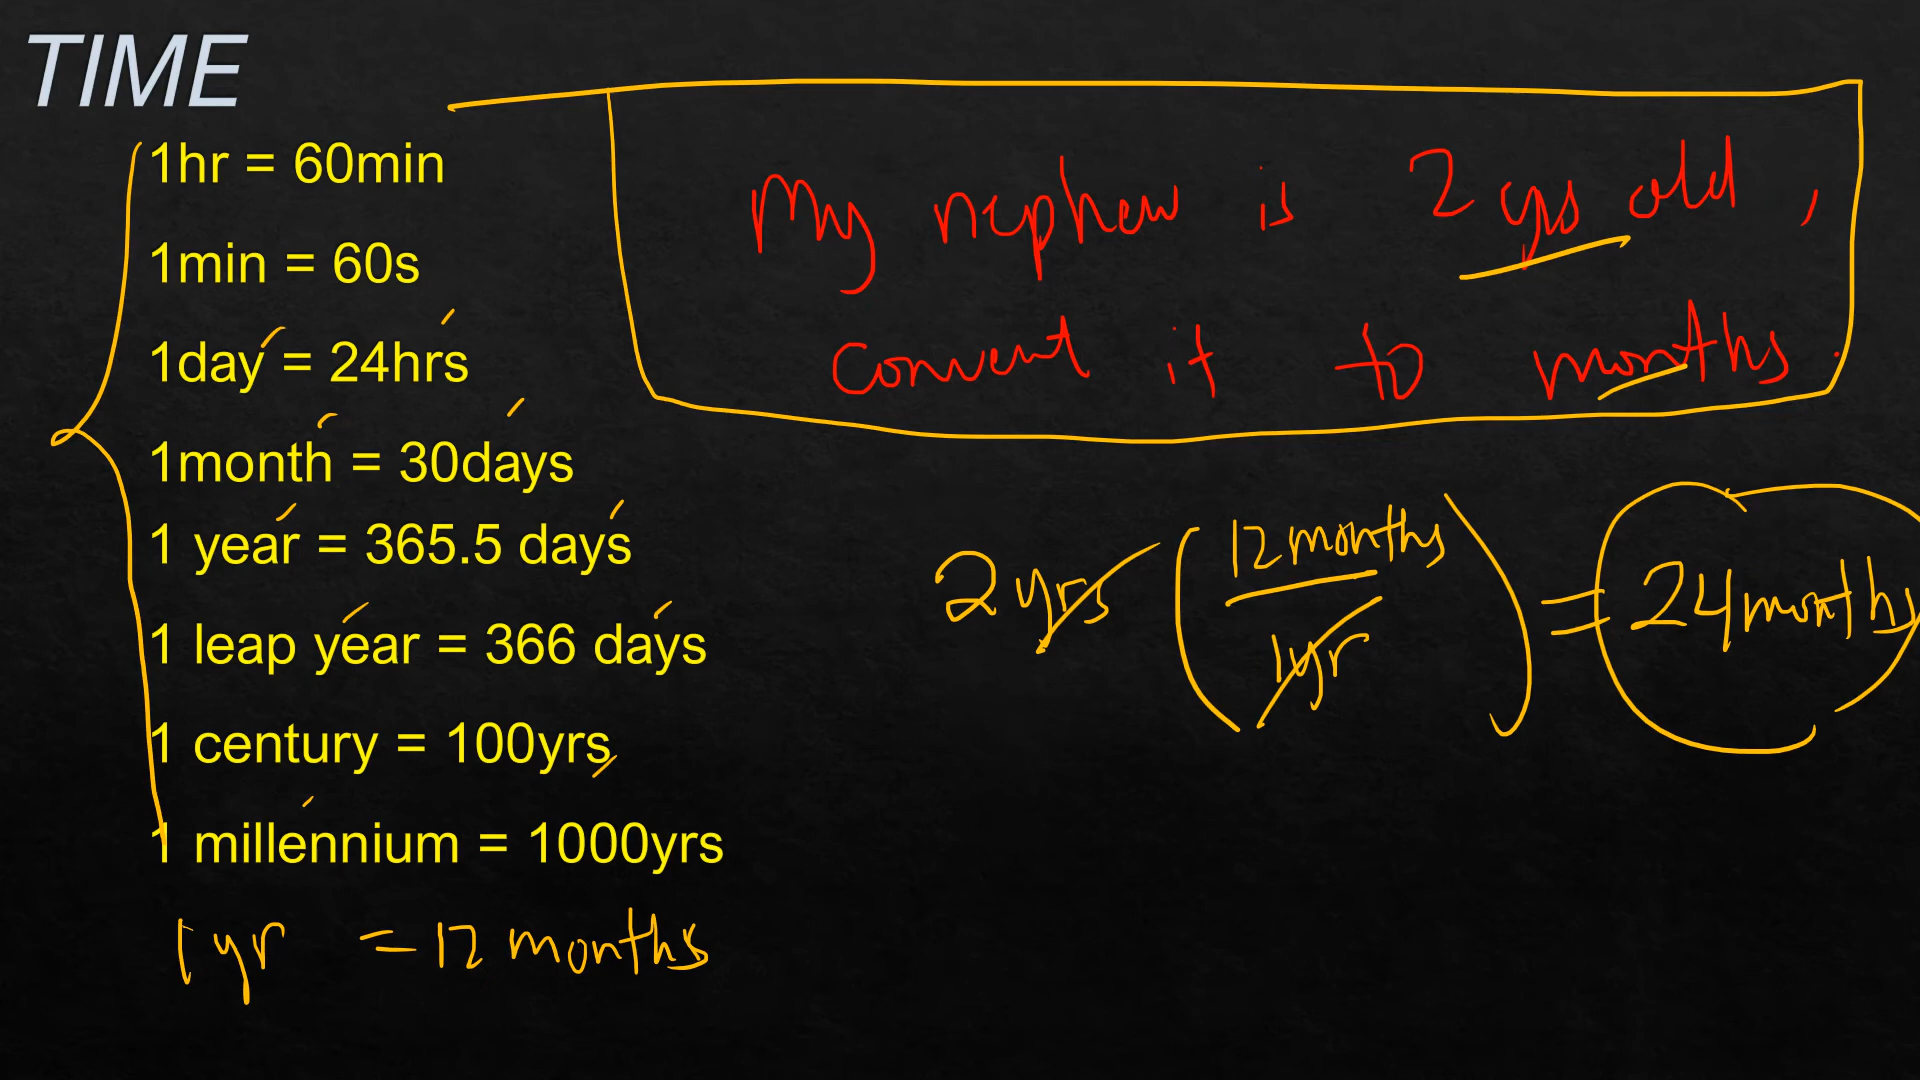 TIME
1hr = 60min
1min = 60s
1day = 24hrs
1month = 30days
1 year = 365.5 days
1 leap year = 366 days
1 century = 100yrs
1 millennium = 1000yrs
1yr = 12 months
My nephew is 2 yrs old,
convert it to months.
2 yrs (12 months / 1yr) = 24 months